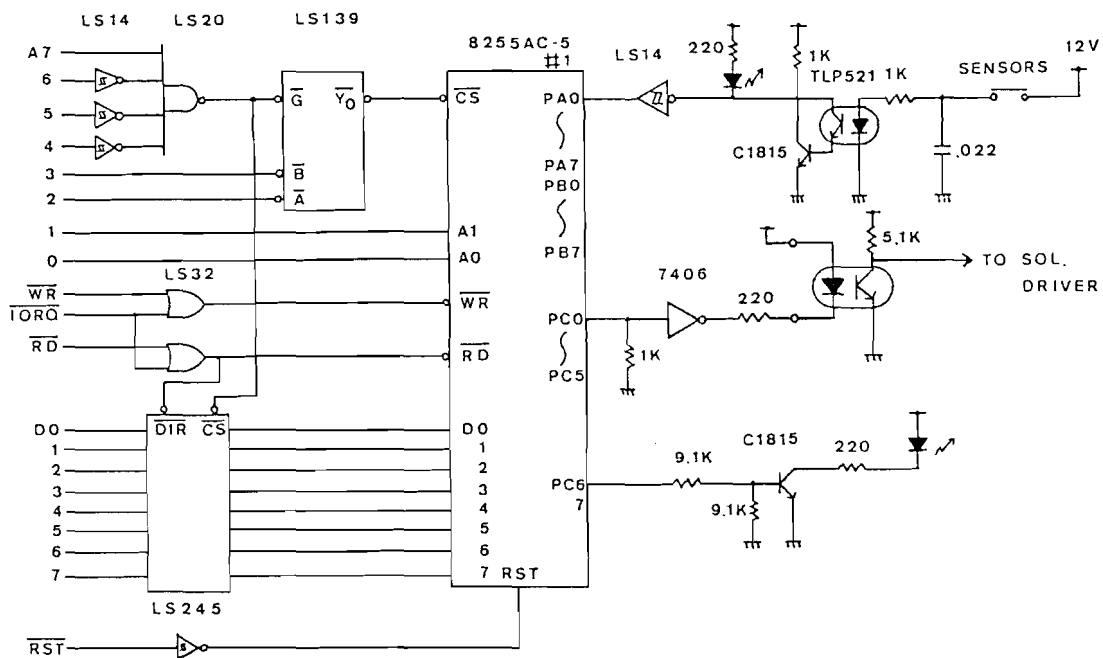 LS14
LS20
LS139
A7
6
5
4
3
2
1
0
G
Y0
B
A
8255AC-5
#1
CS
A1
A0
WR
RD
D0
1
2
3
4
5
6
7
RST
PA0
PA7
PB0
PB7
PC0
PC5
PC6
7
LS32
WR
IORQ
RD
DIR
CS
D0
1
2
3
4
5
6
7
LS245
RST
LS14
220
1K
TLP521
1K
SENSORS
12V
C1815
.022
5.1K
TO SOL.
DRIVER
7406
220
1K
C1815
9.1K
220
9.1K